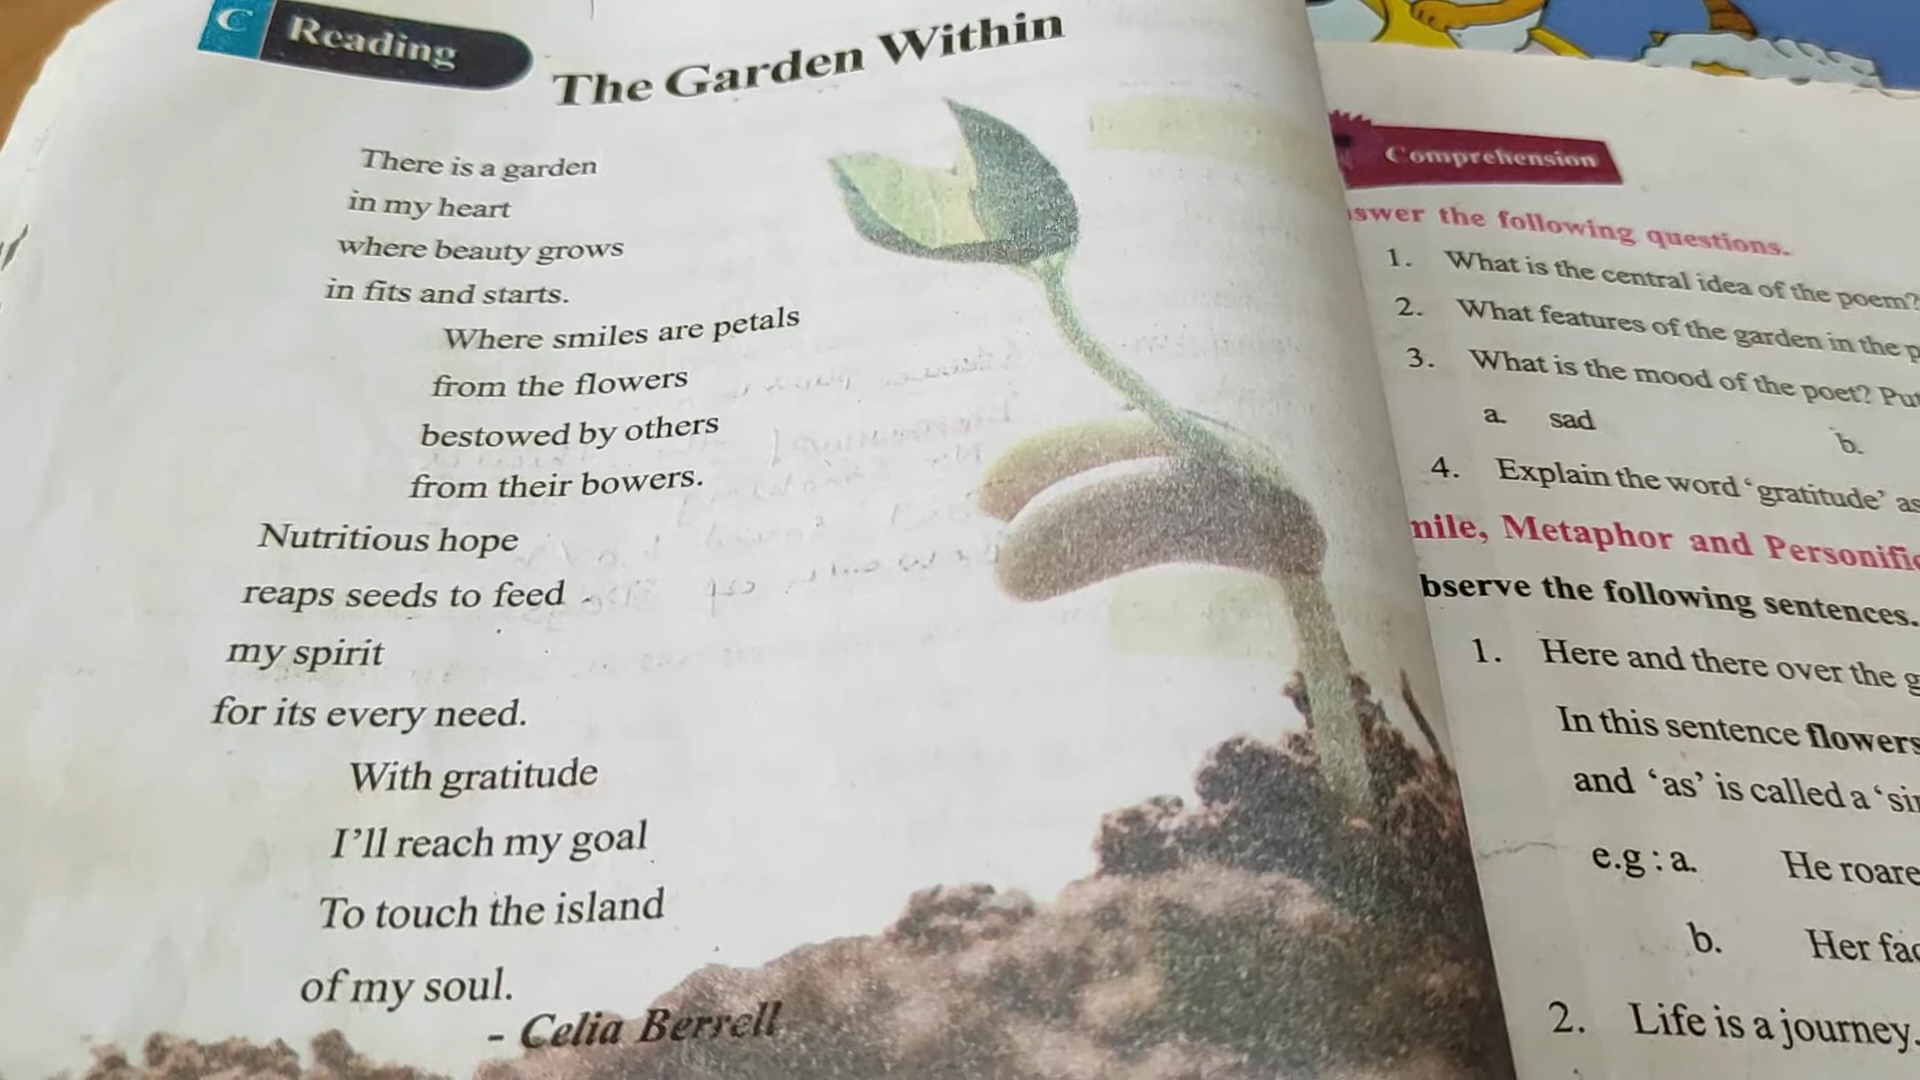 C Reading
The Garden Within
There is a garden
in my heart
where beauty grows
in fits and starts.
Where smiles are petals
from the flowers
bestowed by others
from their bowers.
Nutritious hope
reaps seeds to feed
my spirit
for its every need.
With gratitude
I'll reach my goal
To touch the island
of my soul.
- Celia Berrell
Comprehension
swer the following questions.
1. What is the central idea of the poem?
2. What features of the garden in the p
3. What is the mood of the poet? Put
a. sad b.
4. Explain the word 'gratitude' as
nile, Metaphor and Personific
bserve the following sentences.
1. Here and there over the g
In this sentence flowers
and 'as' is called a 'sim
e.g : a. He roare
b. Her fac
2. Life is a journey.